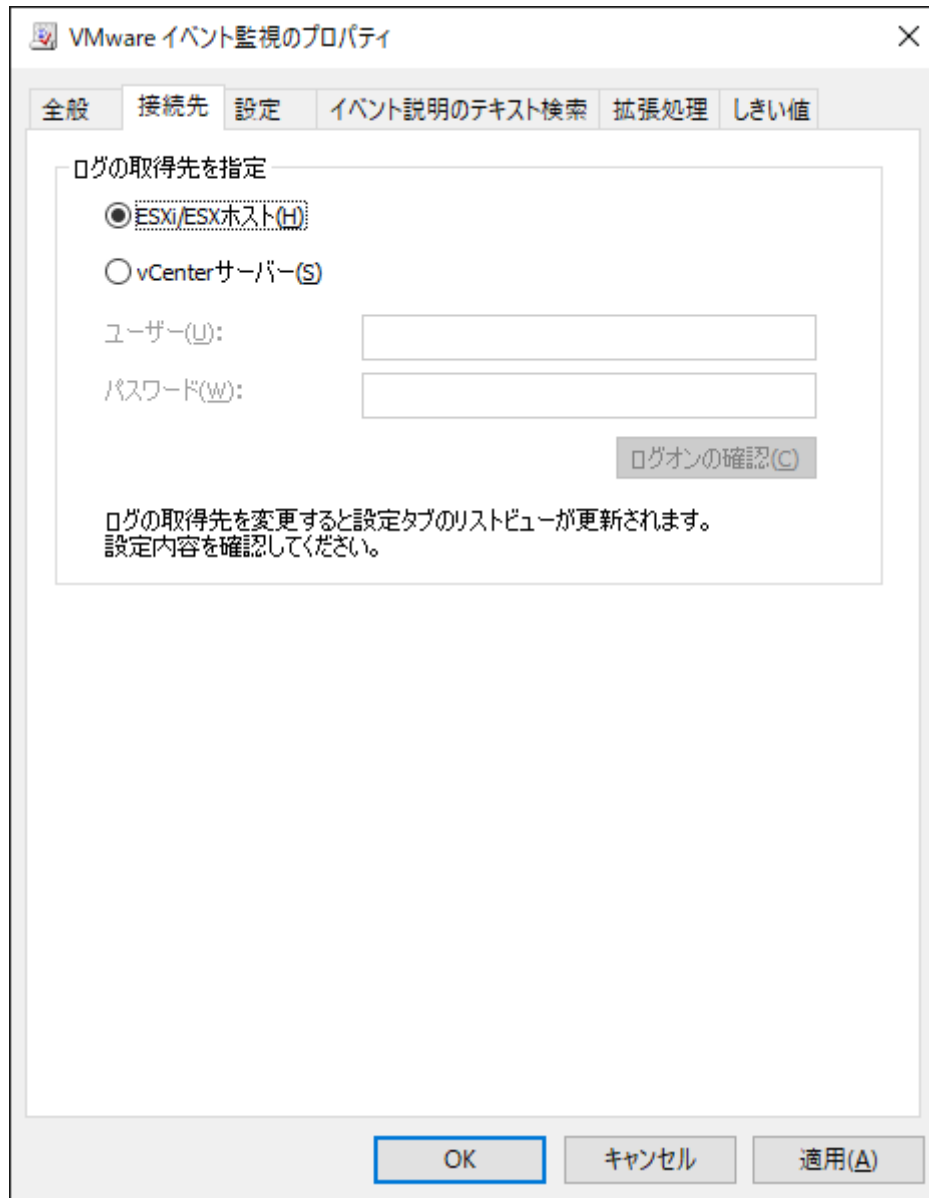 VMware イベント監視のプロパティ
全般 接続先 設定 イベント説明のテキスト検索 拡張処理 しきい値
ログの取得先を指定
ESXi/ESXホスト(H)
vCenterサーバー(S)
ユーザー(U):
パスワード(W):
ログオンの確認(C)
ログの取得先を変更すると設定タブのリストビューが更新されます。
設定内容を確認してください。
OK キャンセル 適用(A)